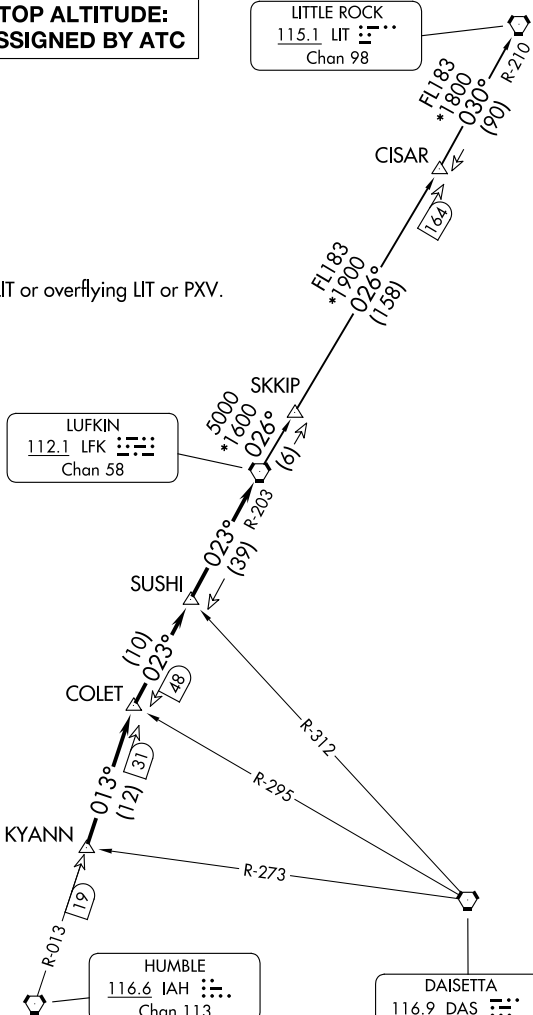 TOP ALTITUDE:
SSIGNED BY ATC
LITTLE ROCK
115.1 LIT
Chan 98
R-210
FL183
*1800
030°
(90)
CISAR
164
FL183
*1900
026°
(158)
IT or overflying LIT or PXV.
SKKIP
5000
*1600
026°
(6)
LUFKIN
112.1 LFK
Chan 58
R-203
023°
(39)
SUSHI
(10)
023°
48
COLET
R-312
31
013°
(12)
R-295
KYANN
R-273
19
R-013
HUMBLE
116.6 IAH
Chan 113
DAISETTA
116.9 DAS